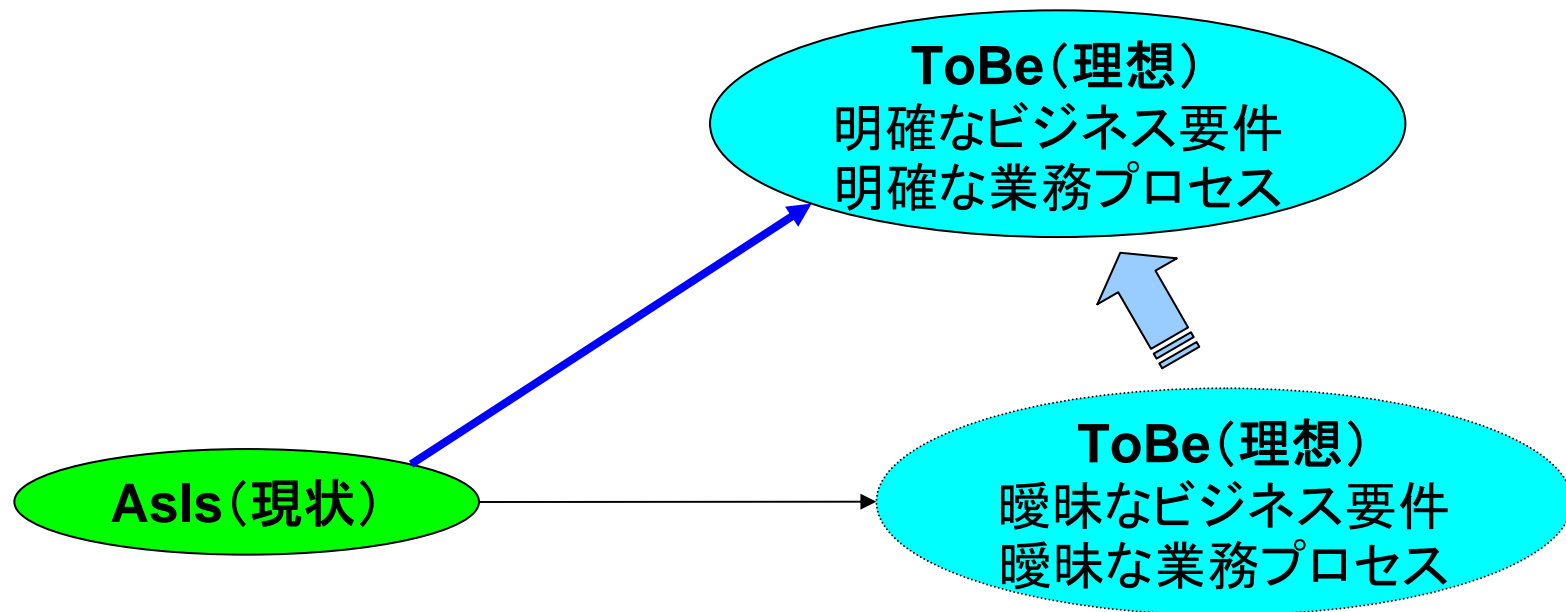 ToBe（理想）
明確なビジネス要件
明確な業務プロセス
AsIs（現状）
ToBe（理想）
曖昧なビジネス要件
曖昧な業務プロセス